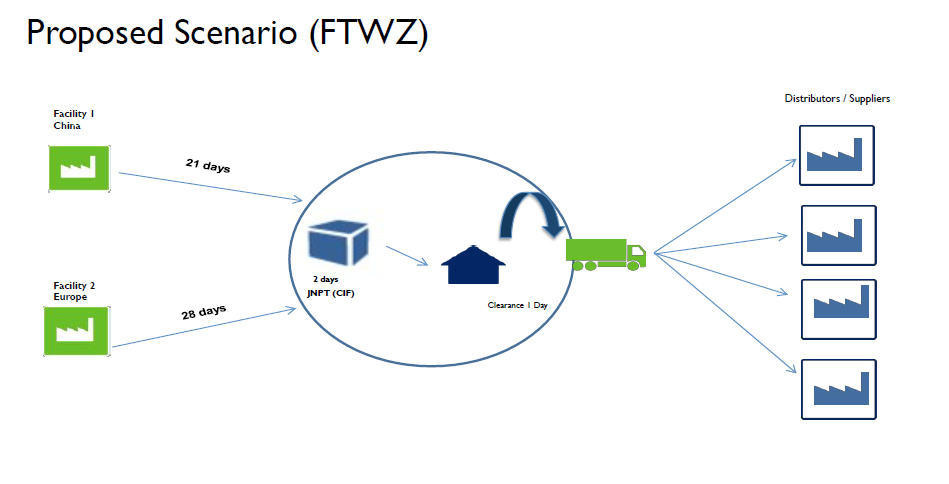 Proposed Scenario (FTWZ)
Distributors / Suppliers
Facility 1
China
21 days
2 days
JNPT (CIF)
Clearance 1 Day
Facility 2
Europe
28 days